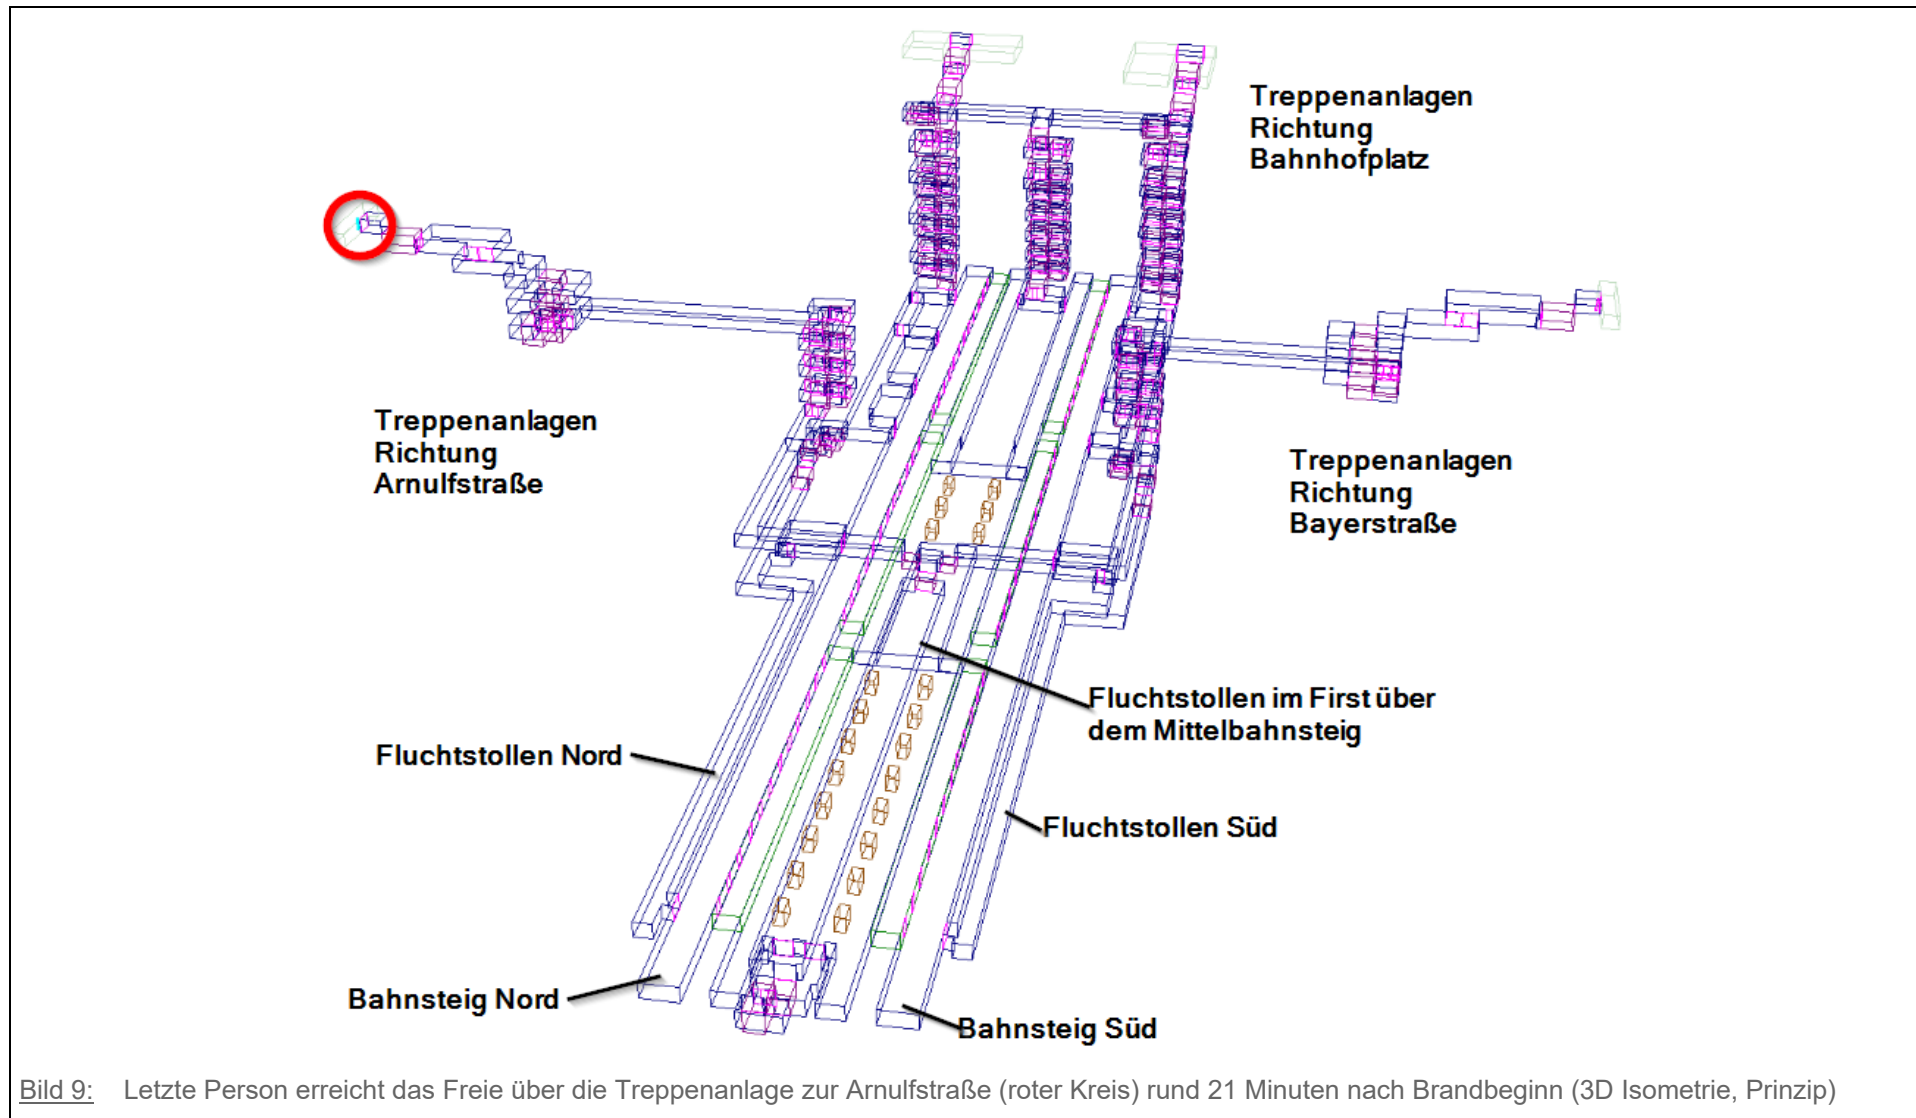 Treppenanlagen
Richtung
Bahnhofplatz
Treppenanlagen
Richtung
Arnulfstraße
Treppenanlagen
Richtung
Bayerstraße
Fluchtstollen im First über
dem Mittelbahnsteig
Fluchtstollen Nord
Fluchtstollen Süd
Bahnsteig Nord
Bahnsteig Süd
Bild 9: Letzte Person erreicht das Freie über die Treppenanlage zur Arnulfstraße (roter Kreis) rund 21 Minuten nach Brandbeginn (3D Isometrie, Prinzip)